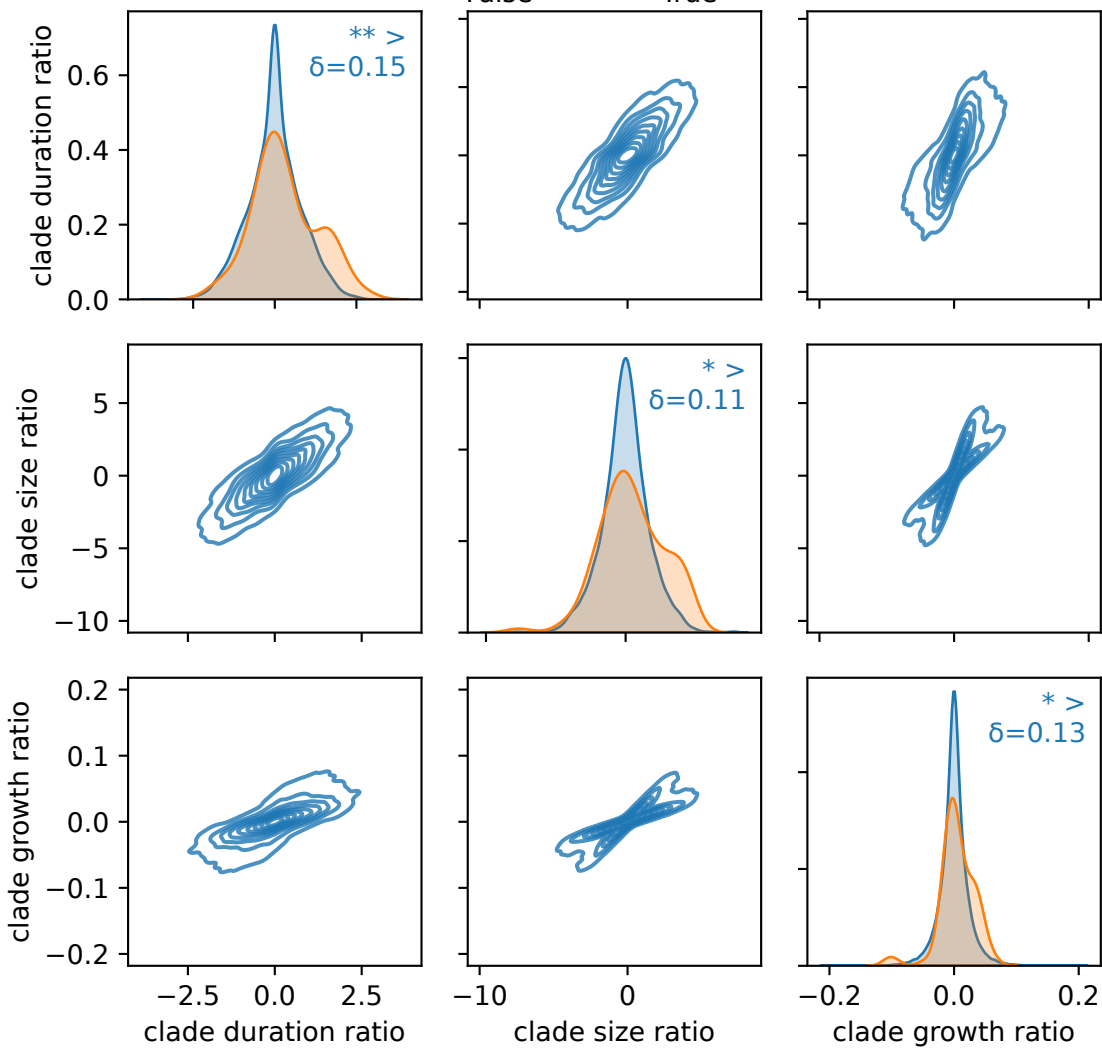 False True
clade duration ratio
0.6
0.4
0.2
0.0
** >
δ=0.15
clade size ratio
5
0
−5
−10
* >
δ=0.11
clade growth ratio
0.2
0.1
0.0
−0.1
−0.2
* >
δ=0.13
−2.5 0.0 2.5
−10 0
−0.2 0.0 0.2
clade duration ratio
clade size ratio
clade growth ratio